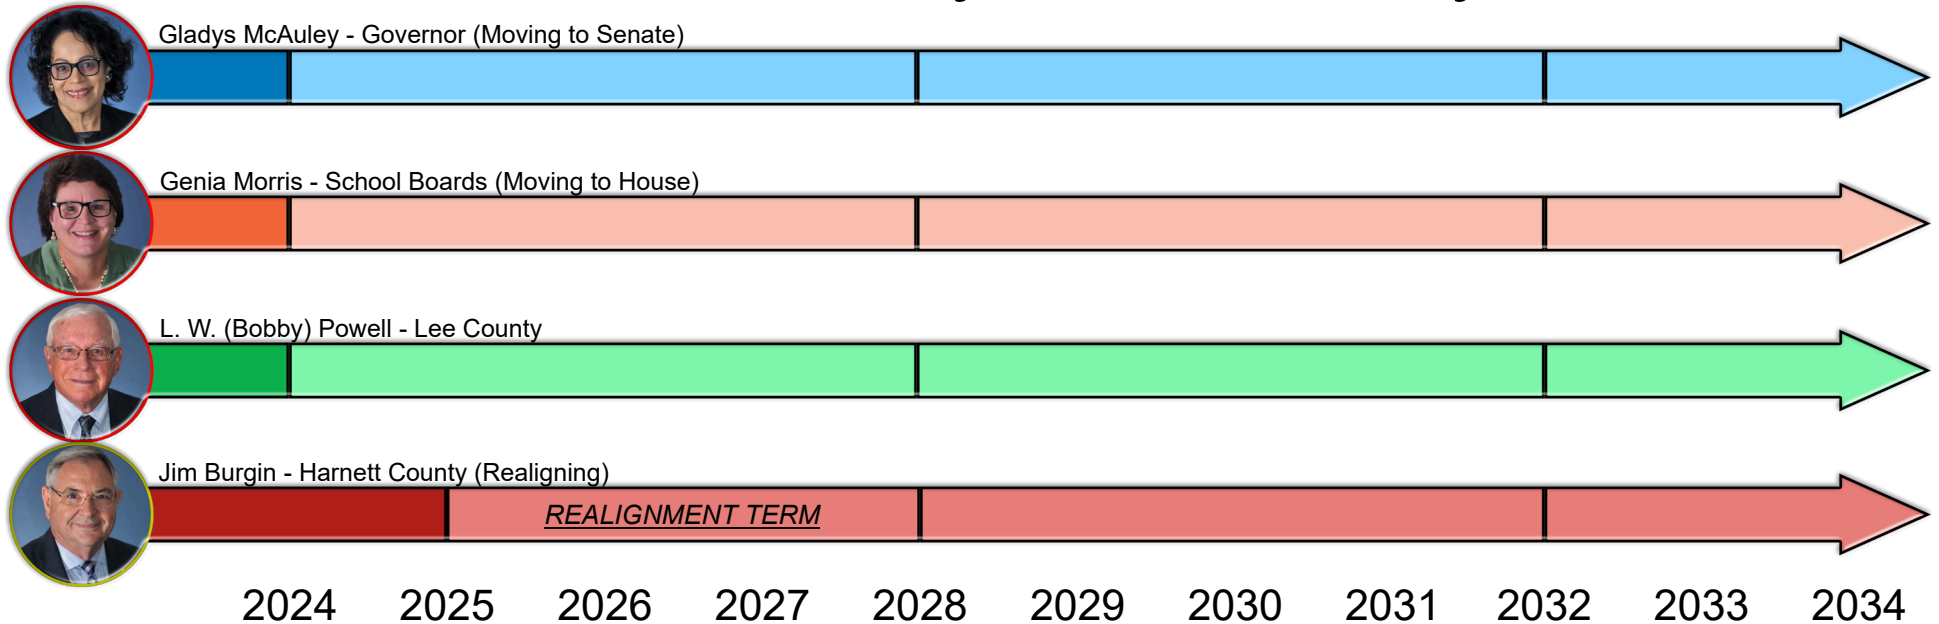 Gladys McAuley - Governor (Moving to Senate)
Genia Morris - School Boards (Moving to House)
L. W. (Bobby) Powell - Lee County
Jim Burgin - Harnett County (Realigning)
REALIGNMENT TERM
2024 2025 2026 2027 2028 2029 2030 2031 2032 2033 2034